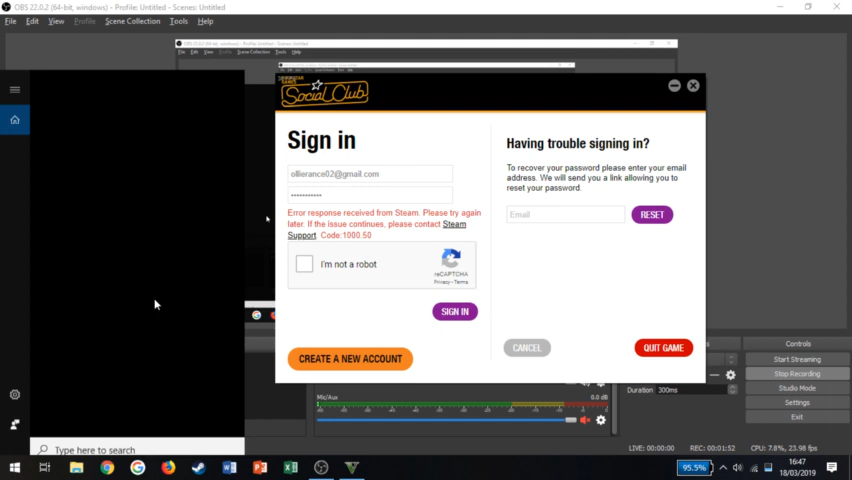 OBS 22.0.2 (64-bit, windows) - Profile: Untitled - Scenes: Untitled
File Edit View Profile Scene Collection Tools Help
ROCKSTAR GAMES
Social Club
Sign in
ollierance02@gmail.com
Error response received from Steam. Please try again
later. If the issue continues, please contact Steam
Support. Code:1000.50
I'm not a robot
reCAPTCHA
Privacy - Terms
SIGN IN
CREATE A NEW ACCOUNT
Having trouble signing in?
To recover your password please enter your email
address. We will send you a link allowing you to
reset your password.
Email
RESET
CANCEL
QUIT GAME
Controls
Start Streaming
Stop Recording
Studio Mode
Settings
Exit
Duration 300ms
Mic/Aux
0.0 dB
LIVE: 00:00:00 REC: 00:01:52 CPU: 7.8%, 23.98 fps
Type here to search
95.5%
16:47
18/03/2019